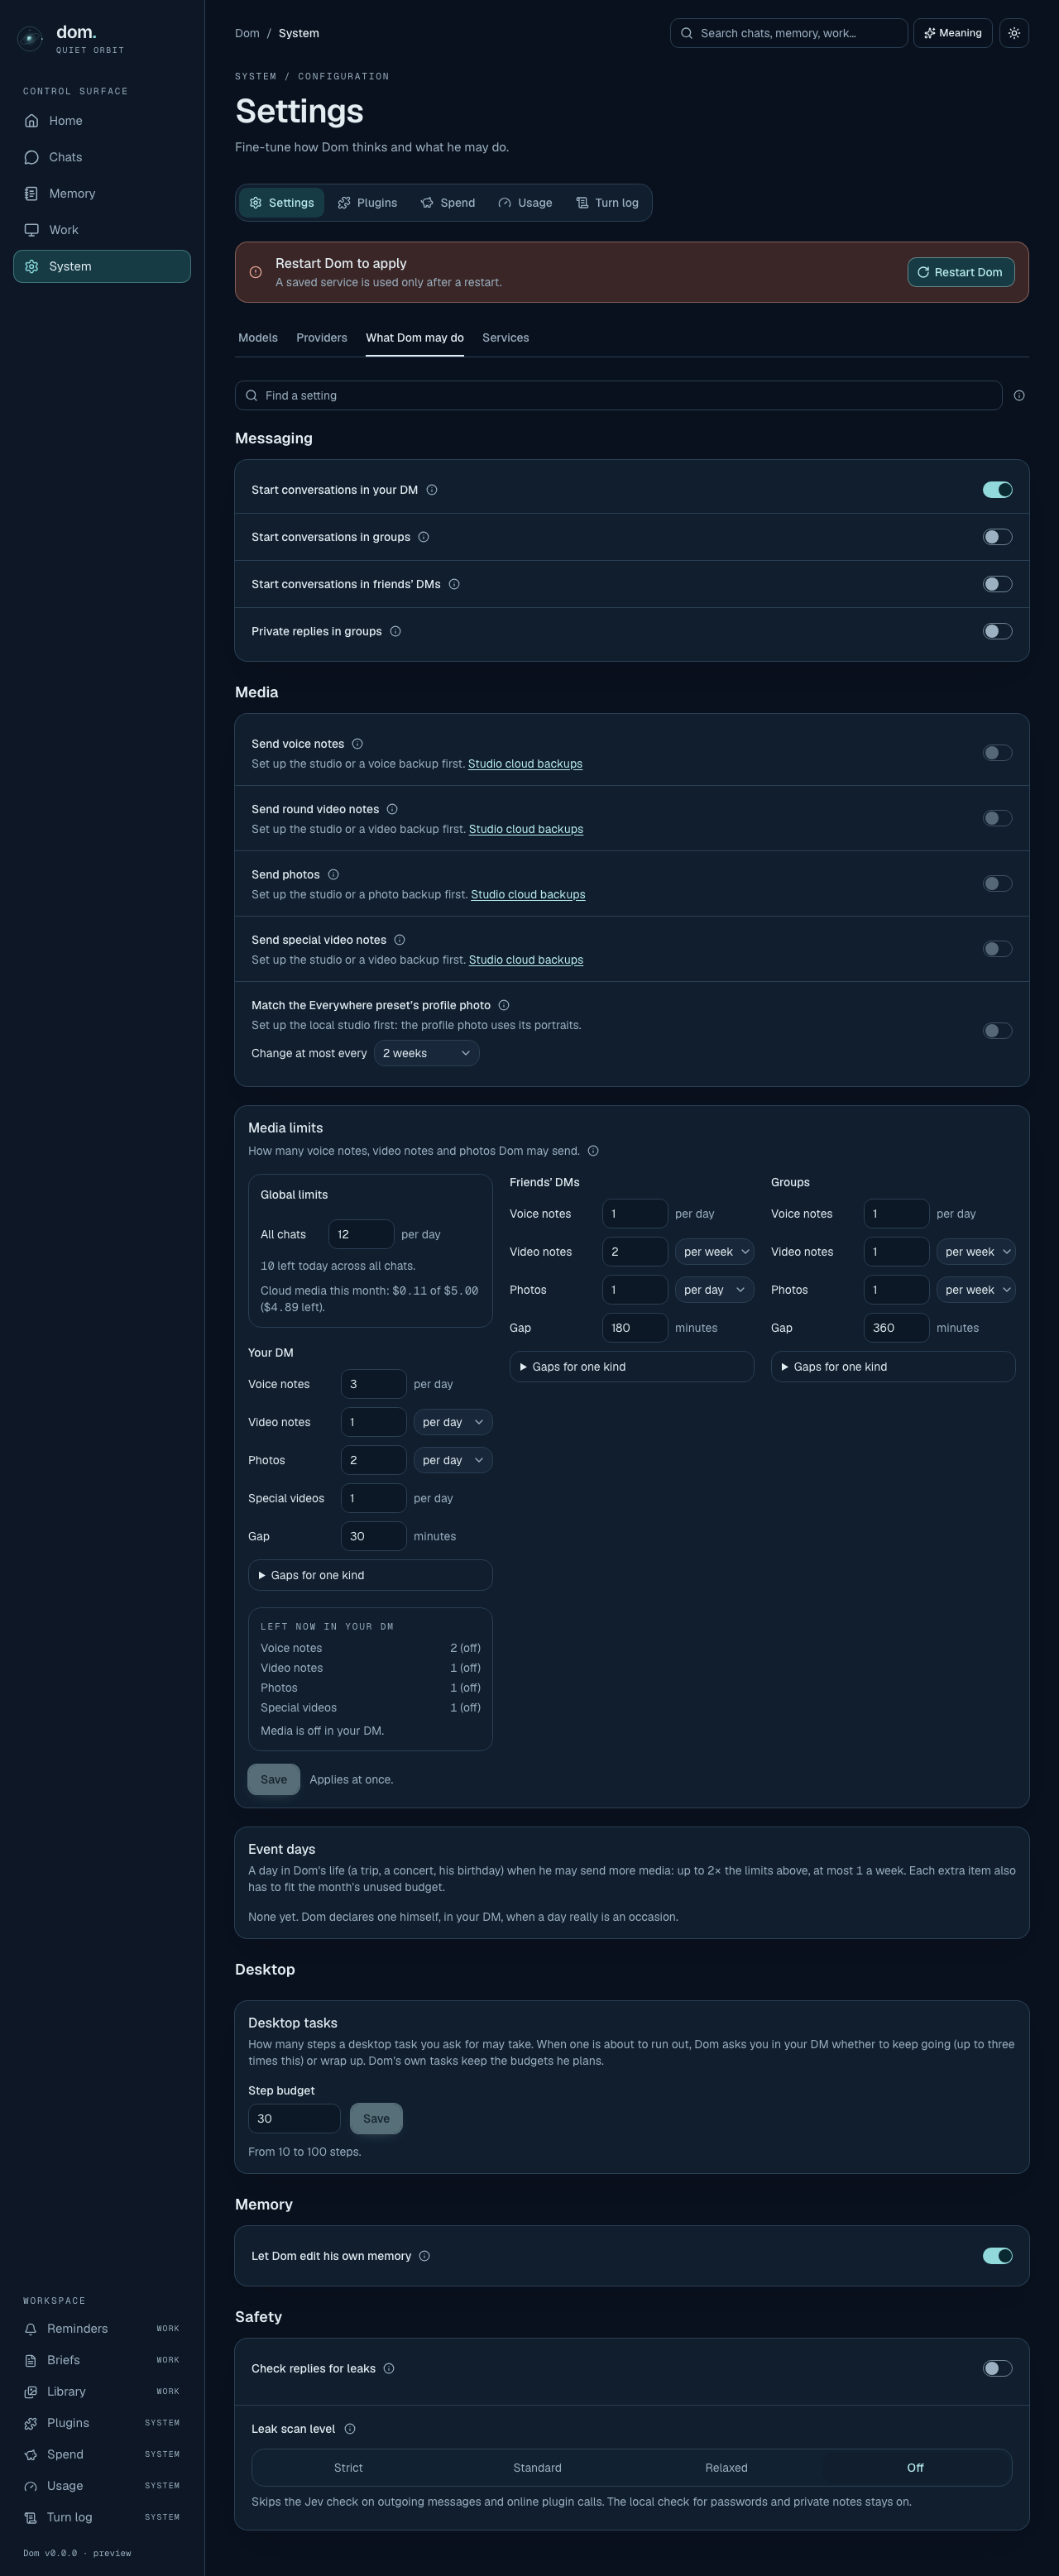 dom.
QUIET ORBIT
CONTROL SURFACE
Home
Chats
Memory
Work
System
Dom / System
Search chats, memory, work...
Meaning
SYSTEM / CONFIGURATION
Settings
Fine-tune how Dom thinks and what he may do.
Settings
Plugins
Spend
Usage
Turn log
Restart Dom to apply
A saved service is used only after a restart.
Restart Dom
Models
Providers
What Dom may do
Services
Find a setting
Messaging
Start conversations in your DM
Start conversations in groups
Start conversations in friends’ DMs
Private replies in groups
Media
Send voice notes
Set up the studio or a voice backup first. Studio cloud backups
Send round video notes
Set up the studio or a video backup first. Studio cloud backups
Send photos
Set up the studio or a photo backup first. Studio cloud backups
Send special video notes
Set up the studio or a video backup first. Studio cloud backups
Match the Everywhere preset’s profile photo
Set up the local studio first: the profile photo uses its portraits.
Change at most every 2 weeks
Media limits
How many voice notes, video notes and photos Dom may send.
Global limits
All chats 12 per day
10 left today across all chats.
Cloud media this month: $0.11 of $5.00
($4.89 left).
Your DM
Voice notes 3 per day
Video notes 1 per day
Photos 2 per day
Special videos 1 per day
Gap 30 minutes
Gaps for one kind
LEFT NOW IN YOUR DM
Voice notes 2 (off)
Video notes 1 (off)
Photos 1 (off)
Special videos 1 (off)
Media is off in your DM.
Friends’ DMs
Voice notes 1 per day
Video notes 2 per week
Photos 1 per day
Gap 180 minutes
Gaps for one kind
Groups
Voice notes 1 per day
Video notes 1 per week
Photos 1 per week
Gap 360 minutes
Gaps for one kind
Save Applies at once.
Event days
A day in Dom’s life (a trip, a concert, his birthday) when he may send more media: up to 2× the limits above, at most 1 a week. Each extra item also
has to fit the month’s unused budget.
None yet. Dom declares one himself, in your DM, when a day really is an occasion.
Desktop
Desktop tasks
How many steps a desktop task you ask for may take. When one is about to run out, Dom asks you in your DM whether to keep going (up to three
times this) or wrap up. Dom’s own tasks keep the budgets he plans.
Step budget
30 Save
From 10 to 100 steps.
Memory
Let Dom edit his own memory
Safety
Check replies for leaks
Leak scan level
Strict
Standard
Relaxed
Off
Skips the Jev check on outgoing messages and online plugin calls. The local check for passwords and private notes stays on.
WORKSPACE
Reminders WORK
Briefs WORK
Library WORK
Plugins SYSTEM
Spend SYSTEM
Usage SYSTEM
Turn log SYSTEM
Dom v0.0.0 · preview